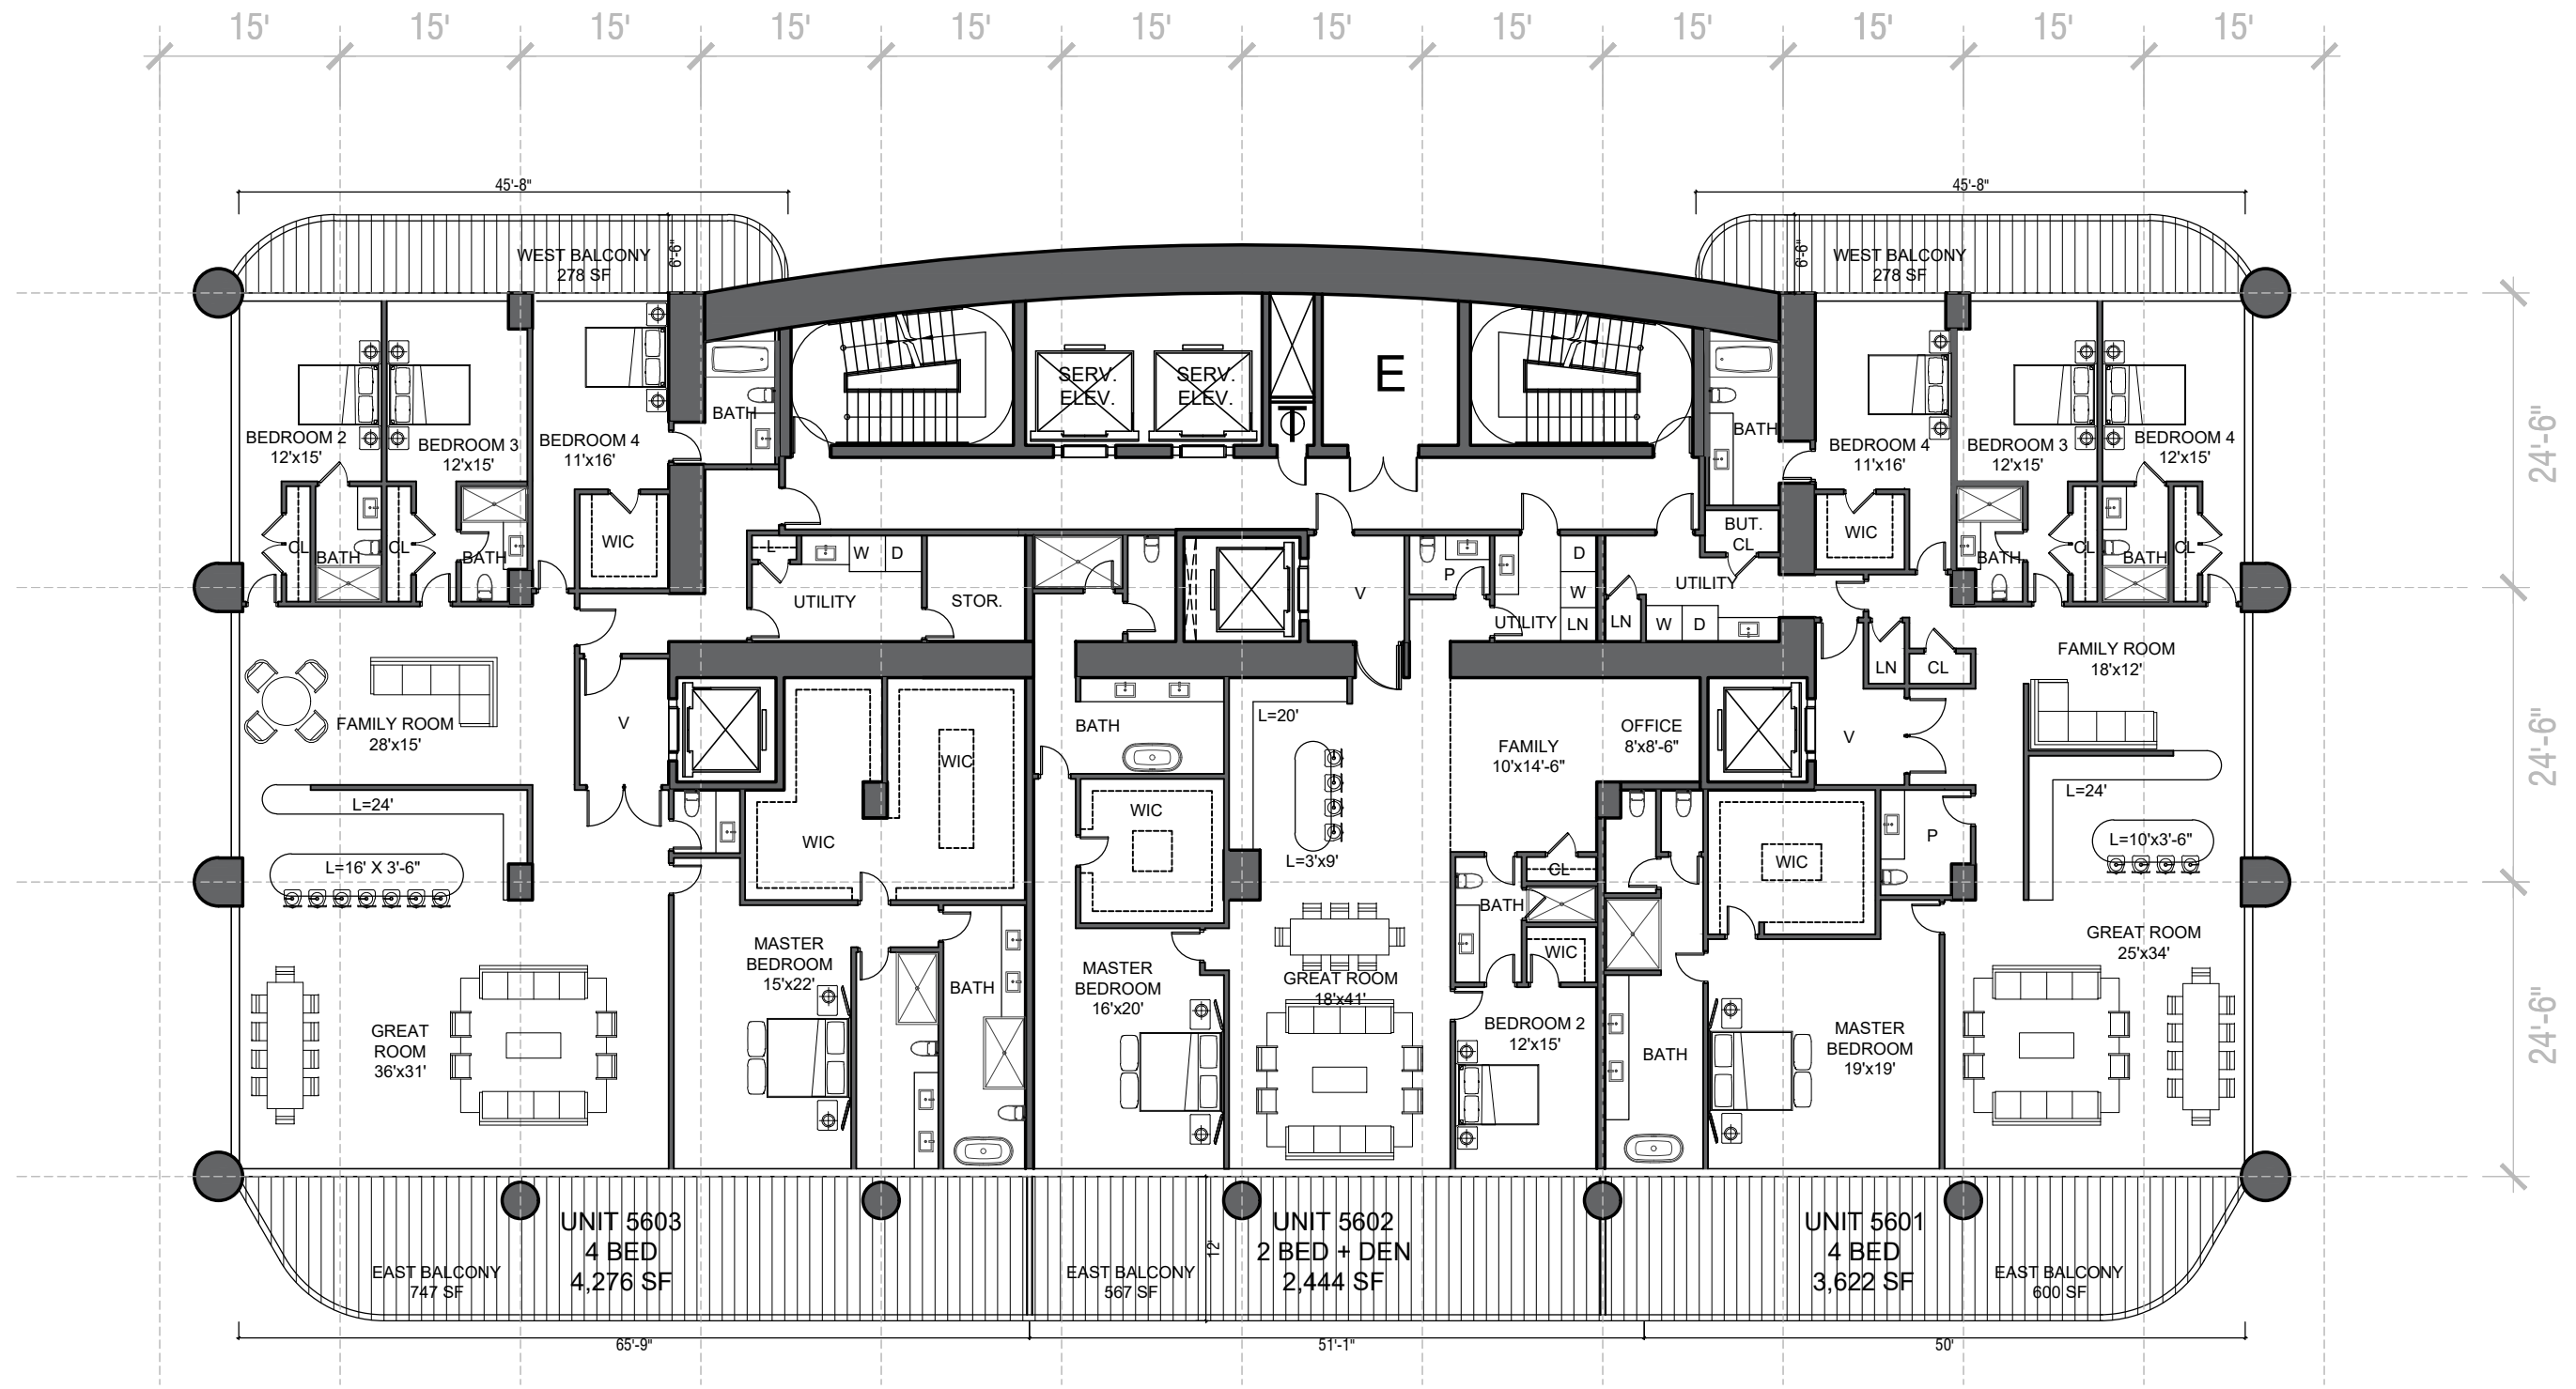 15' 15' 15' 15' 15' 15' 15' 15' 15' 15' 15' 15'
45'-8" 45'-8"
WEST BALCONY
278 SF
6'-6"
WEST BALCONY
278 SF
6'-6"
24'-6"
24'-6"
24'-6"
BEDROOM 2
12'x15'
BEDROOM 3
12'x15'
BEDROOM 4
11'x16'
BATH
SERV.
ELEV.
SERV.
ELEV.
E
BATH
BEDROOM 4
11'x16'
BEDROOM 3
12'x15'
BEDROOM 4
12'x15'
CL
BATH
CL
BATH
WIC
L
W D
UTILITY
STOR.
V
P
D
W
UTILITY LN
LN
W D
UTILITY
BUT.
CL
WIC
BATH
CL
BATH
CL
FAMILY ROOM
28'x15'
V
WIC
WIC
BATH
L=20'
FAMILY
10'x14'-6"
OFFICE
8'x8'-6"
V
LN
CL
FAMILY ROOM
18'x12'
L=24'
L=16' X 3'-6"
WIC
L=3'x9'
CL
BATH
WIC
WIC
P
L=24'
L=10'x3'-6"
GREAT
ROOM
36'x31'
MASTER
BEDROOM
15'x22'
BATH
MASTER
BEDROOM
16'x20'
GREAT ROOM
18'x41'
BEDROOM 2
12'x15'
BATH
MASTER
BEDROOM
19'x19'
GREAT ROOM
25'x34'
UNIT 5603
4 BED
4,276 SF
EAST BALCONY
747 SF
UNIT 5602
2 BED + DEN
2,444 SF
EAST BALCONY
567 SF
12'
UNIT 5601
4 BED
3,622 SF
EAST BALCONY
600 SF
65'-9" 51'-1" 50'